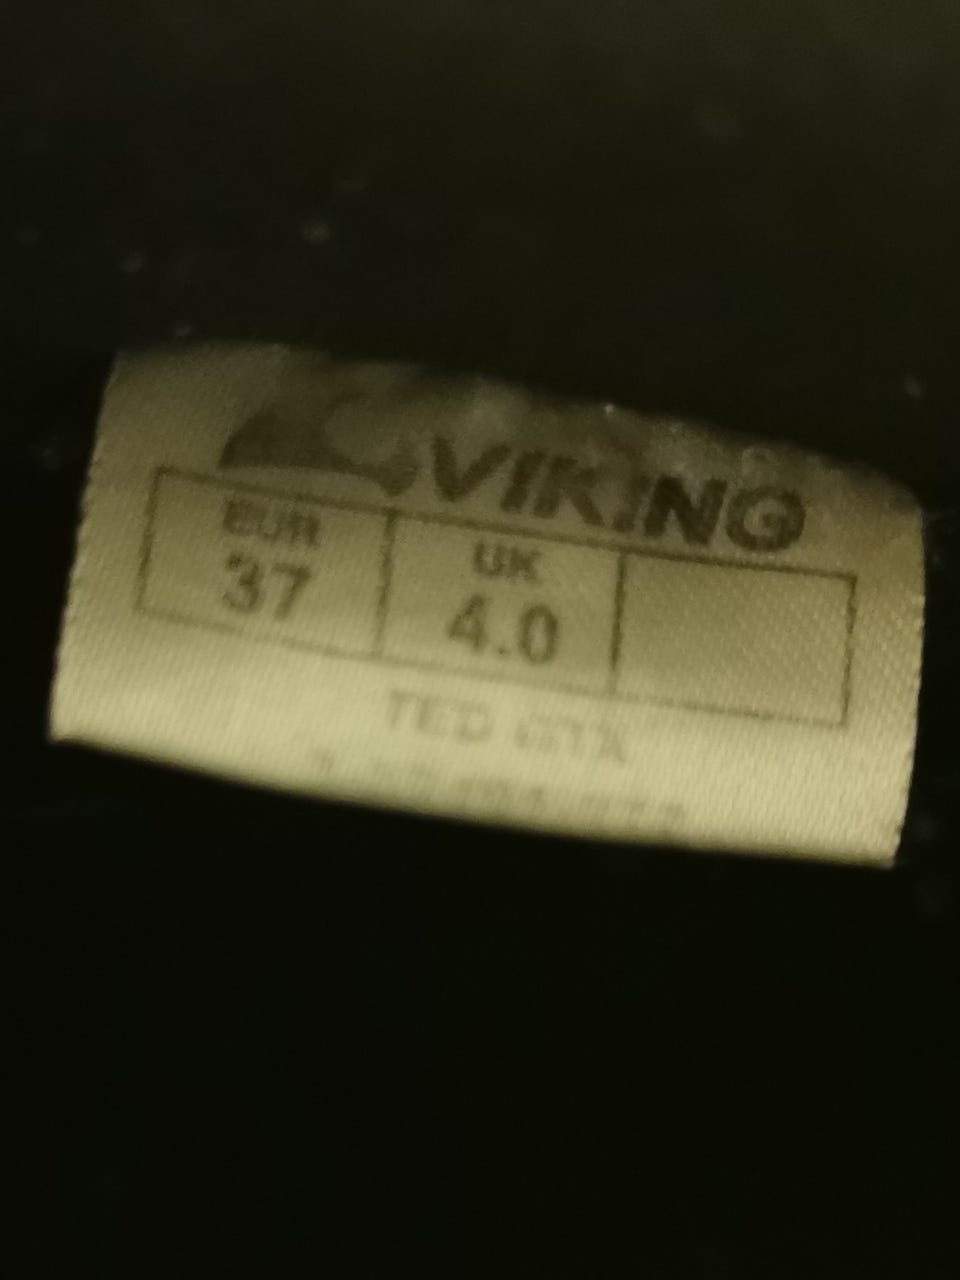 VIKING
EUR UK
37 4.0
TED GTX